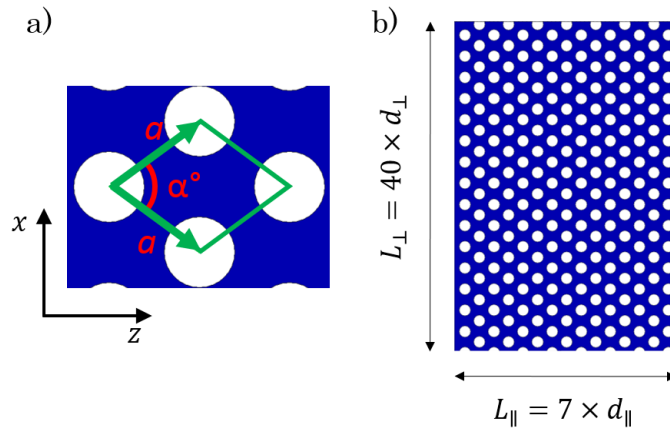 a)
a
α°
a
x
z
b)
L⊥ = 40 × d⊥
L∥ = 7 × d∥